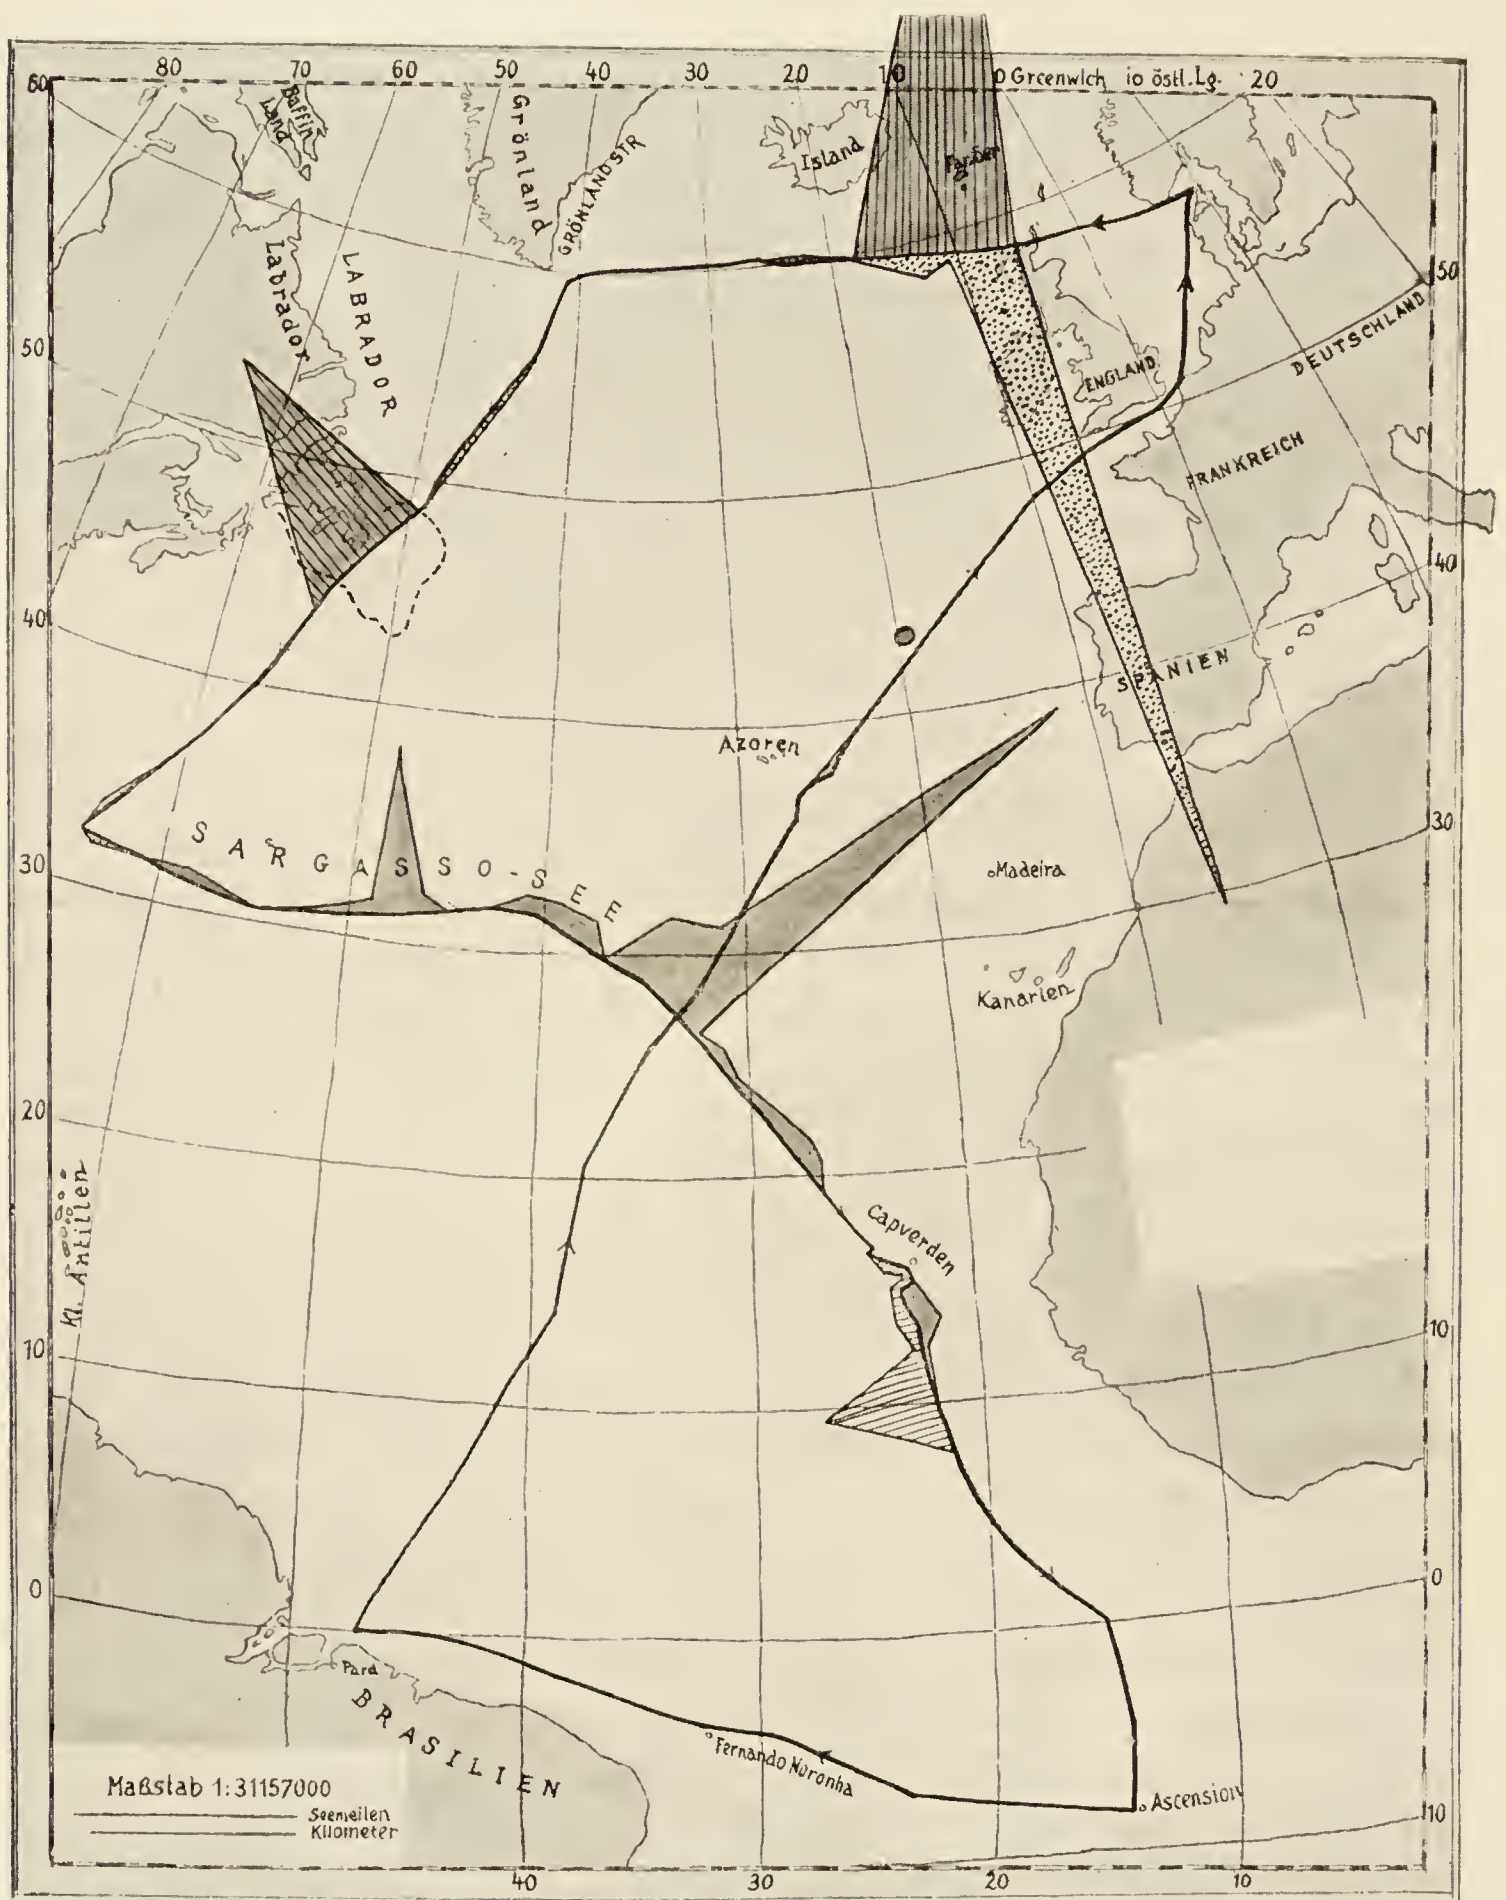 80 70 60 50 40 30 20 10 0 Greenwich 10 östl. Lg. 20
60
Baffin
Land
Grönland
GRÖNLANDSTR
Island
Far-Öer
Labrador
LABRADOR
50
50
ENGLAND
DEUTSCHLAND
FRANKREICH
40
40
SPANIEN
Azoren
SARGASSO-SEE
30
30
Madeira
Kanarien
20
Kl. Antillen
Capverden
10
10
0
0
Para
BRASILIEN
Fernando Noronha
Ascension
Maßstab 1:31157000
Seemeilen
Kilometer
10
40 30 20 10